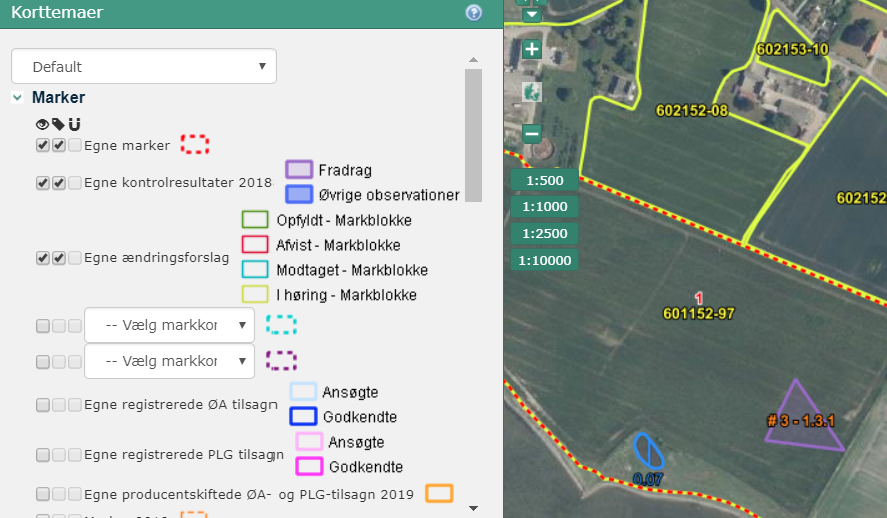 Korttemaer
Default
Marker
Egne marker
Egne kontrolresultater 2018
Fradrag
Øvrige observationer
Egne ændringsforslag
Opfyldt - Markblokke
Afvist - Markblokke
Modtaget - Markblokke
I høring - Markblokke
-- Vælg markkor
-- Vælg markkor
Egne registrerede ØA tilsagn
Ansøgte
Godkendte
Egne registrerede PLG tilsagn
Ansøgte
Godkendte
Egne producentskiftede ØA- og PLG-tilsagn 2019
1:500
1:1000
1:2500
1:10000
602153-10
602152-08
602152
1
601152-97
# 3 - 1.3.1
0.07